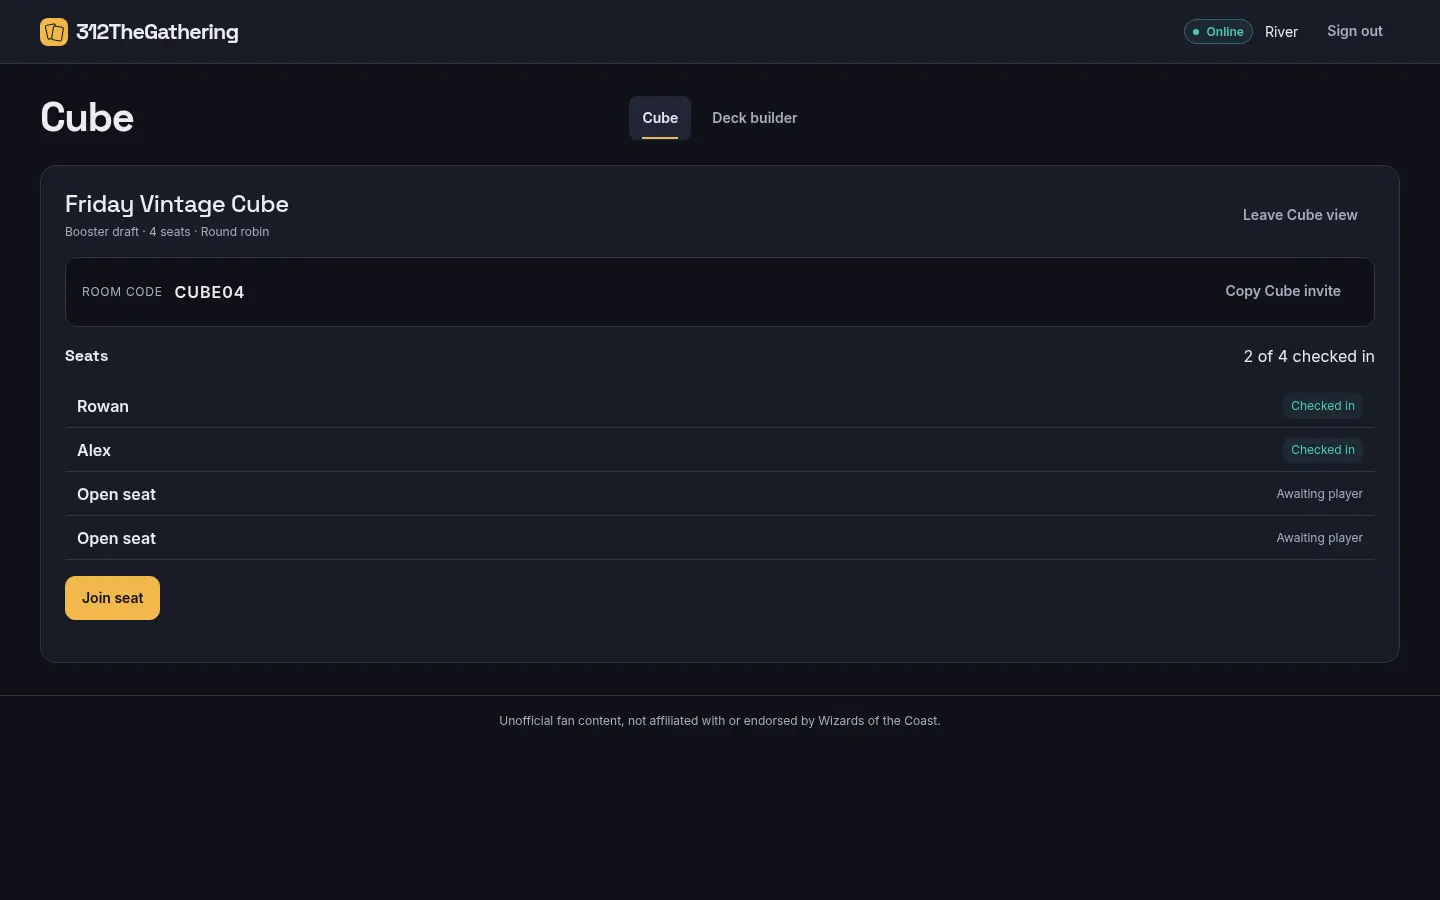 312TheGathering
Online
River
Sign out
Cube
Cube
Deck builder
Friday Vintage Cube
Booster draft · 4 seats · Round robin
Leave Cube view
ROOM CODE CUBE04
Copy Cube invite
Seats
2 of 4 checked in
Rowan
Checked in
Alex
Checked in
Open seat
Awaiting player
Open seat
Awaiting player
Join seat
Unofficial fan content, not affiliated with or endorsed by Wizards of the Coast.